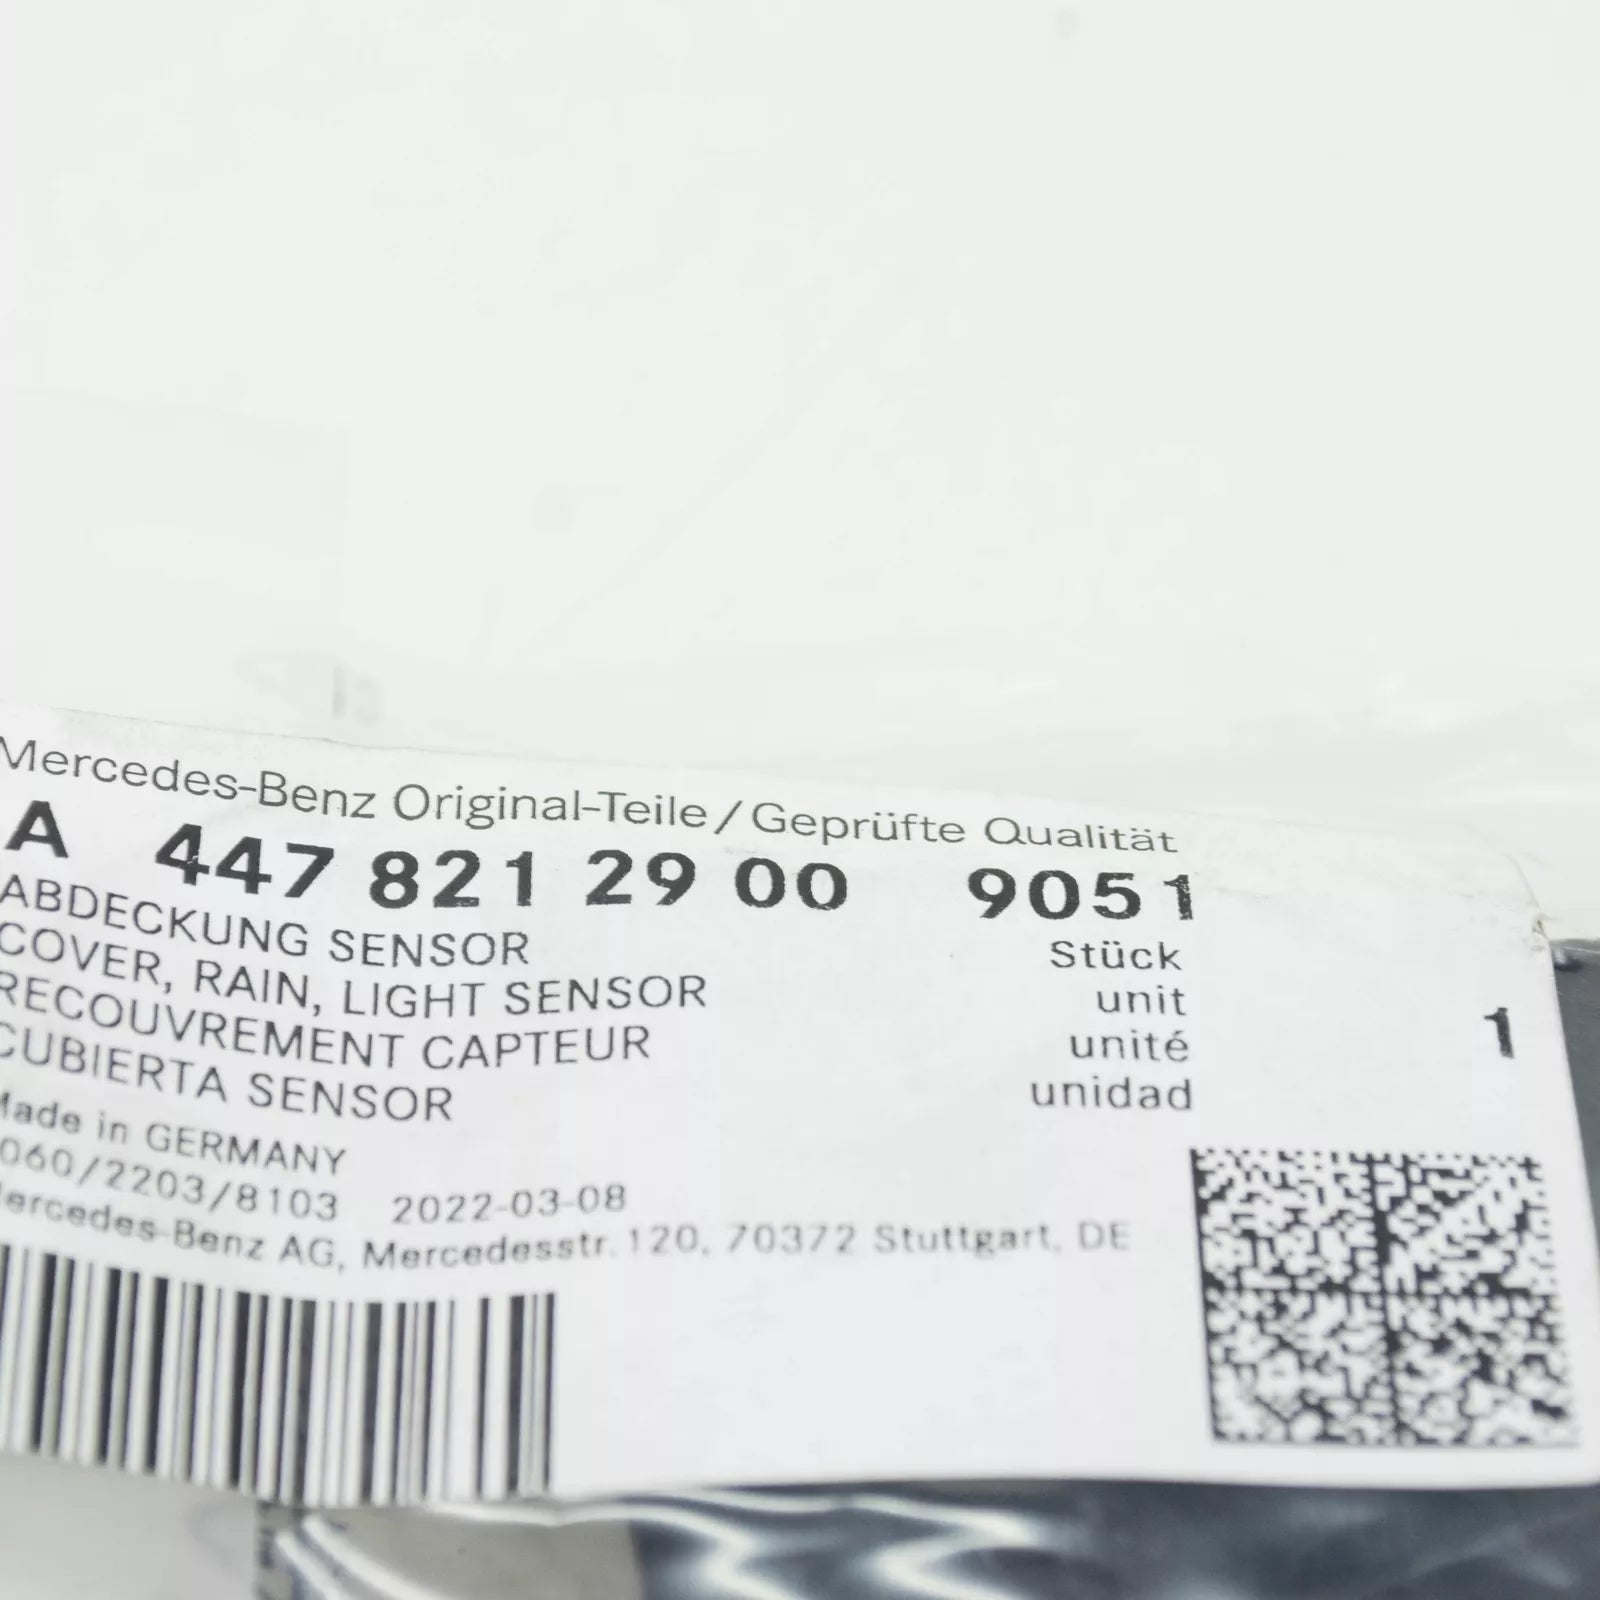 Mercedes-Benz Original-Teile / Geprüfte Qualität
A 447 821 29 00 9051
ABDECKUNG SENSOR
COVER, RAIN, LIGHT SENSOR
RECOUVREMENT CAPTEUR
CUBIERTA SENSOR
Stück
unit
unité
unidad
1
Made in GERMANY
060/2203/8103 2022-03-08
Mercedes-Benz AG, Mercedesstr. 120, 70372 Stuttgart, DE